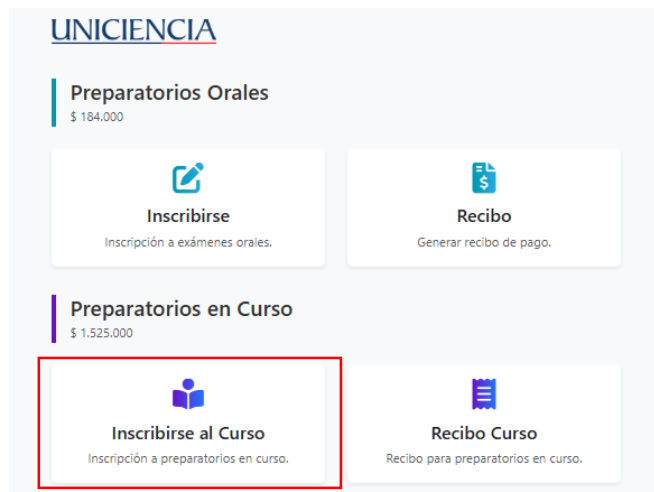 UNICIENCIA
Preparatorios Orales
$ 184.000
Inscribirse
Inscripción a exámenes orales.
Recibo
Generar recibo de pago.
Preparatorios en Curso
$ 1.525.000
Inscribirse al Curso
Inscripción a preparatorios en curso.
Recibo Curso
Recibo para preparatorios en curso.